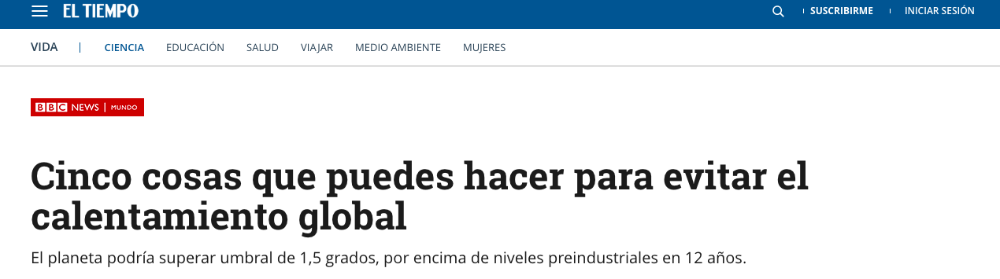 EL TIEMPO
SUSCRIBIRME
INICIAR SESIÓN
VIDA | CIENCIA EDUCACIÓN SALUD VIAJAR MEDIO AMBIENTE MUJERES
BBC NEWS | MUNDO
Cinco cosas que puedes hacer para evitar el
calentamiento global
El planeta podría superar umbral de 1,5 grados, por encima de niveles preindustriales en 12 años.